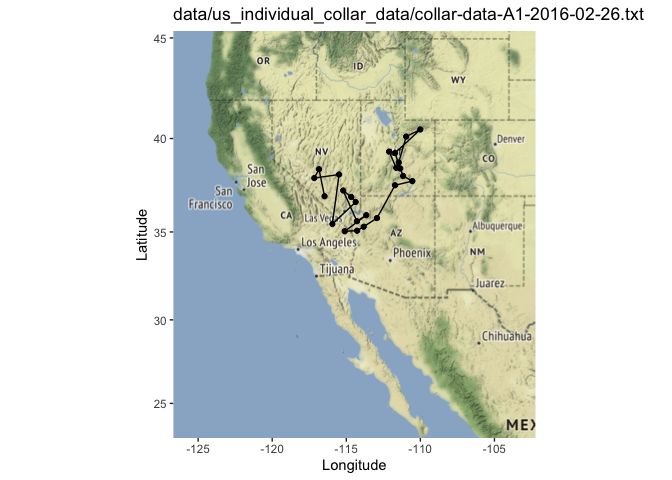 data/us_individual_collar_data/collar-data-A1-2016-02-26.txt
45
40
35
30
25
Latitude
OR
ID
WY
NV
Denver
CO
San
Jose
San
Francisco
CA
Las Vegas
AZ
Albuquerque
NM
Los Angeles
Phoenix
Tijuana
Juarez
Chihuahua
MEX
-125
-120
-115
-110
-105
Longitude